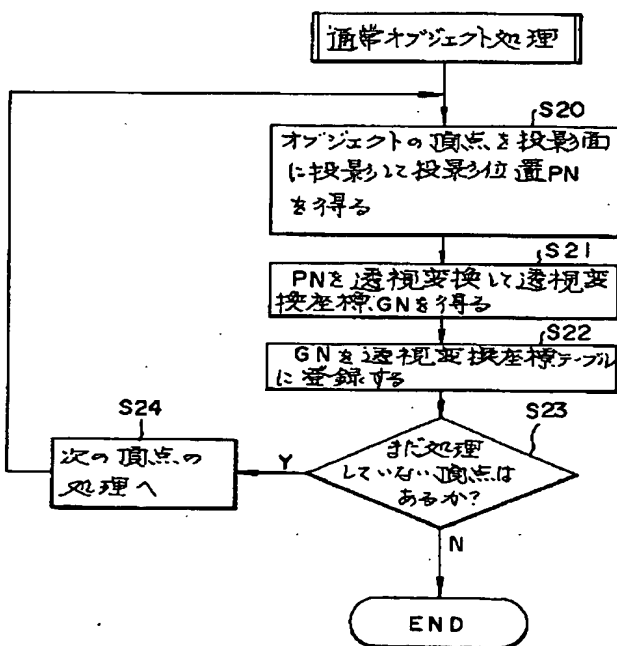 通常オブジェクト処理
S20
オブジェクトの頂点を投影面
に投影して投影位置PN
を得る
S21
PNを透視変換して透視変
換座標GNを得る
S22
GNを透視変換座標テーブル
に登録する
S23
まだ処理
していない頂点は
あるか?
Y
S24
次の頂点の
処理へ
N
END